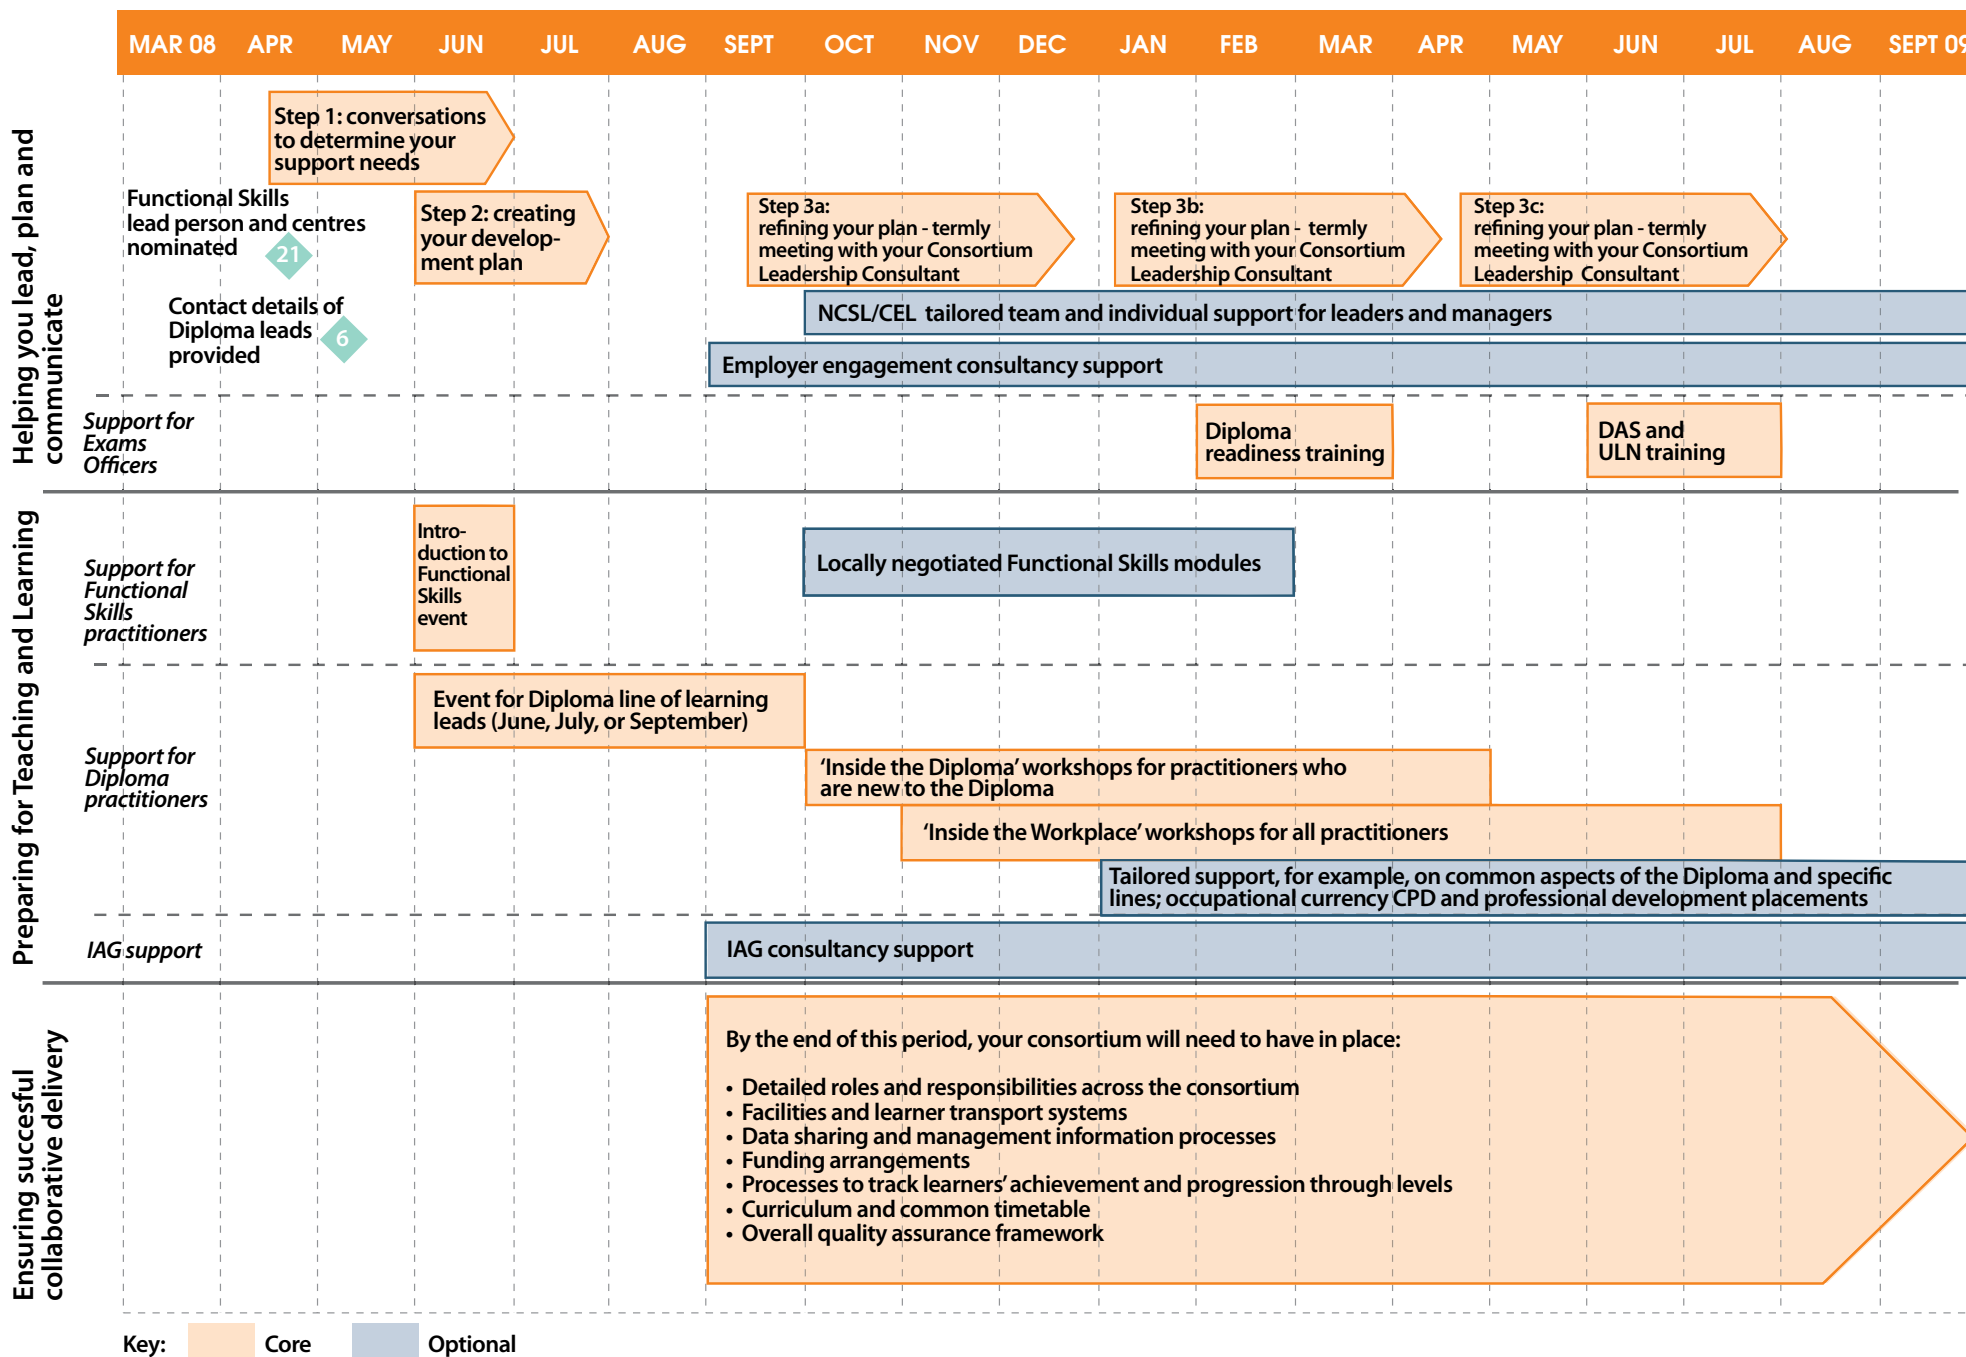 MAR 08 APR MAY JUN JUL AUG SEPT OCT NOV DEC JAN FEB MAR APR MAY JUN JUL AUG SEPT 09
Helping you lead, plan and
communicate
Step 1: conversations
to determine your
support needs
Functional Skills
lead person and centres
nominated
21
Step 2: creating
your develop-
ment plan
Step 3a:
refining your plan - termly
meeting with your Consortium
Leadership Consultant
Step 3b:
refining your plan - termly
meeting with your Consortium
Leadership Consultant
Step 3c:
refining your plan - termly
meeting with your Consortium
Leadership Consultant
Contact details of
Diploma leads
provided
6
NCSL/CEL tailored team and individual support for leaders and managers
Employer engagement consultancy support
Support for
Exams
Officers
Diploma
readiness training
DAS and
ULN training
Preparing for Teaching and Learning
Support for
Functional
Skills
practitioners
Intro-
duction to
Functional
Skills
event
Locally negotiated Functional Skills modules
Support for
Diploma
practitioners
Event for Diploma line of learning
leads (June, July, or September)
‘Inside the Diploma’ workshops for practitioners who
are new to the Diploma
‘Inside the Workplace’ workshops for all practitioners
Tailored support, for example, on common aspects of the Diploma and specific
lines; occupational currency CPD and professional development placements
IAG support
IAG consultancy support
Ensuring succesful
collaborative delivery
By the end of this period, your consortium will need to have in place:
• Detailed roles and responsibilities across the consortium
• Facilities and learner transport systems
• Data sharing and management information processes
• Funding arrangements
• Processes to track learners’ achievement and progression through levels
• Curriculum and common timetable
• Overall quality assurance framework
Key: Core Optional